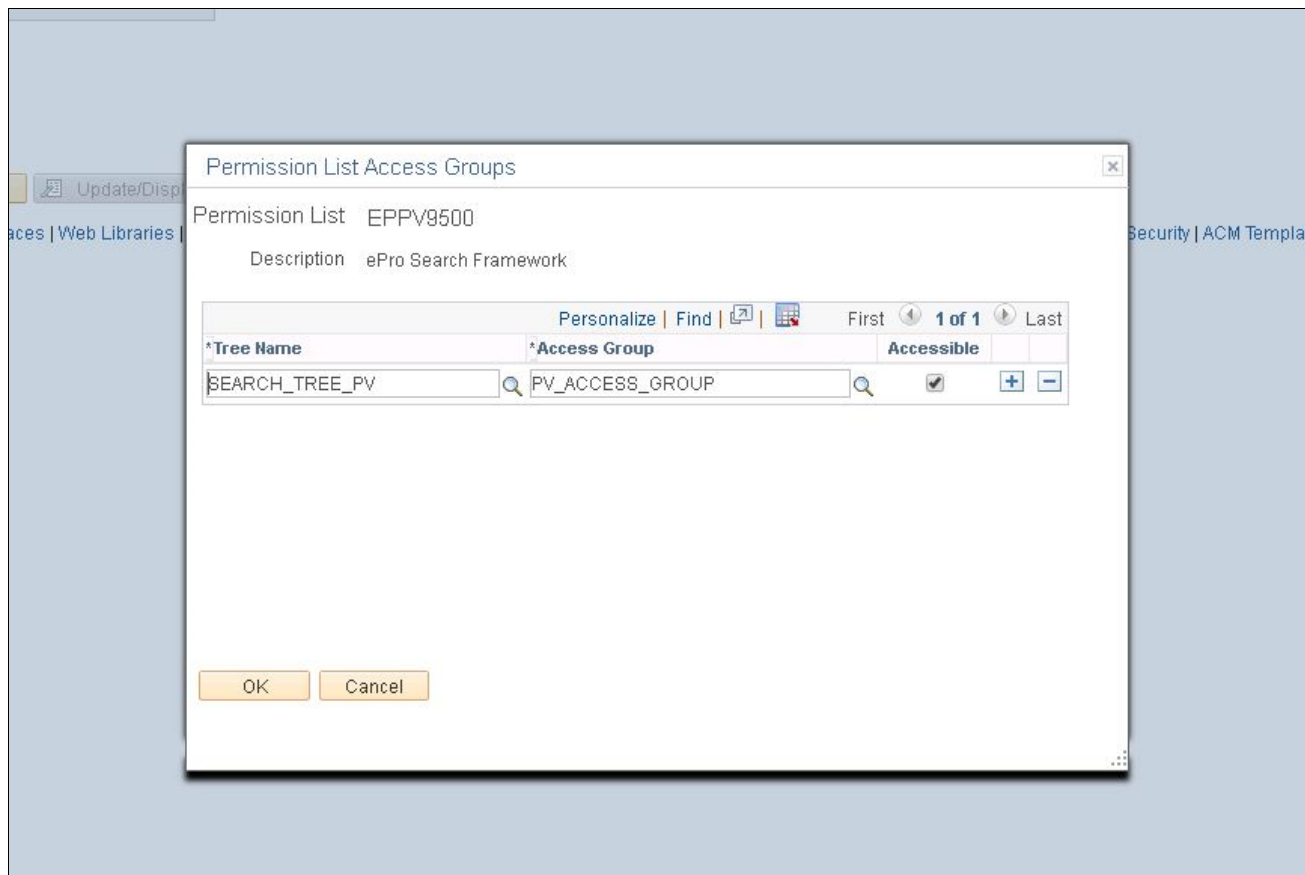 Permission List Access Groups
Update/Disp
Permission List EPPV9500
aces | Web Libraries | Security | ACM Templa
Description ePro Search Framework
Personalize | Find | | First 1 of 1 Last
*Tree Name *Access Group Accessible
SEARCH_TREE_PV PV_ACCESS_GROUP
OK Cancel